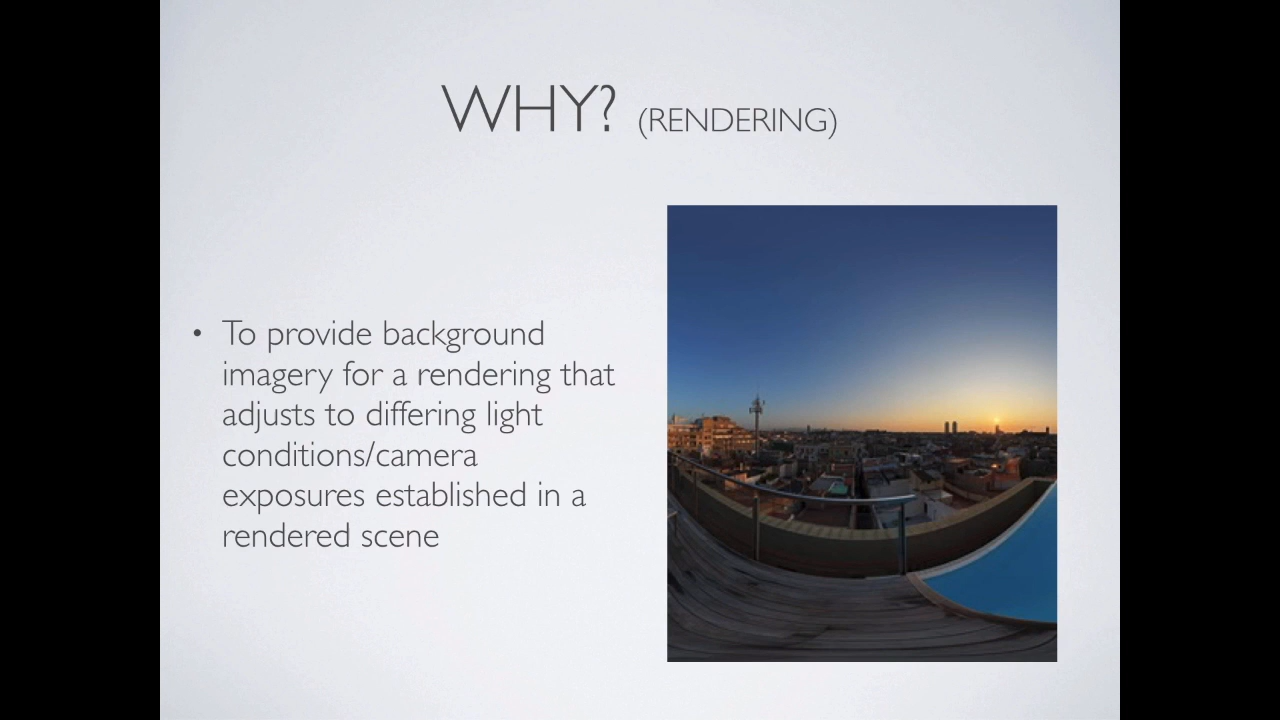 WHY? (RENDERING)
• To provide background
imagery for a rendering that
adjusts to differing light
conditions/camera
exposures established in a
rendered scene